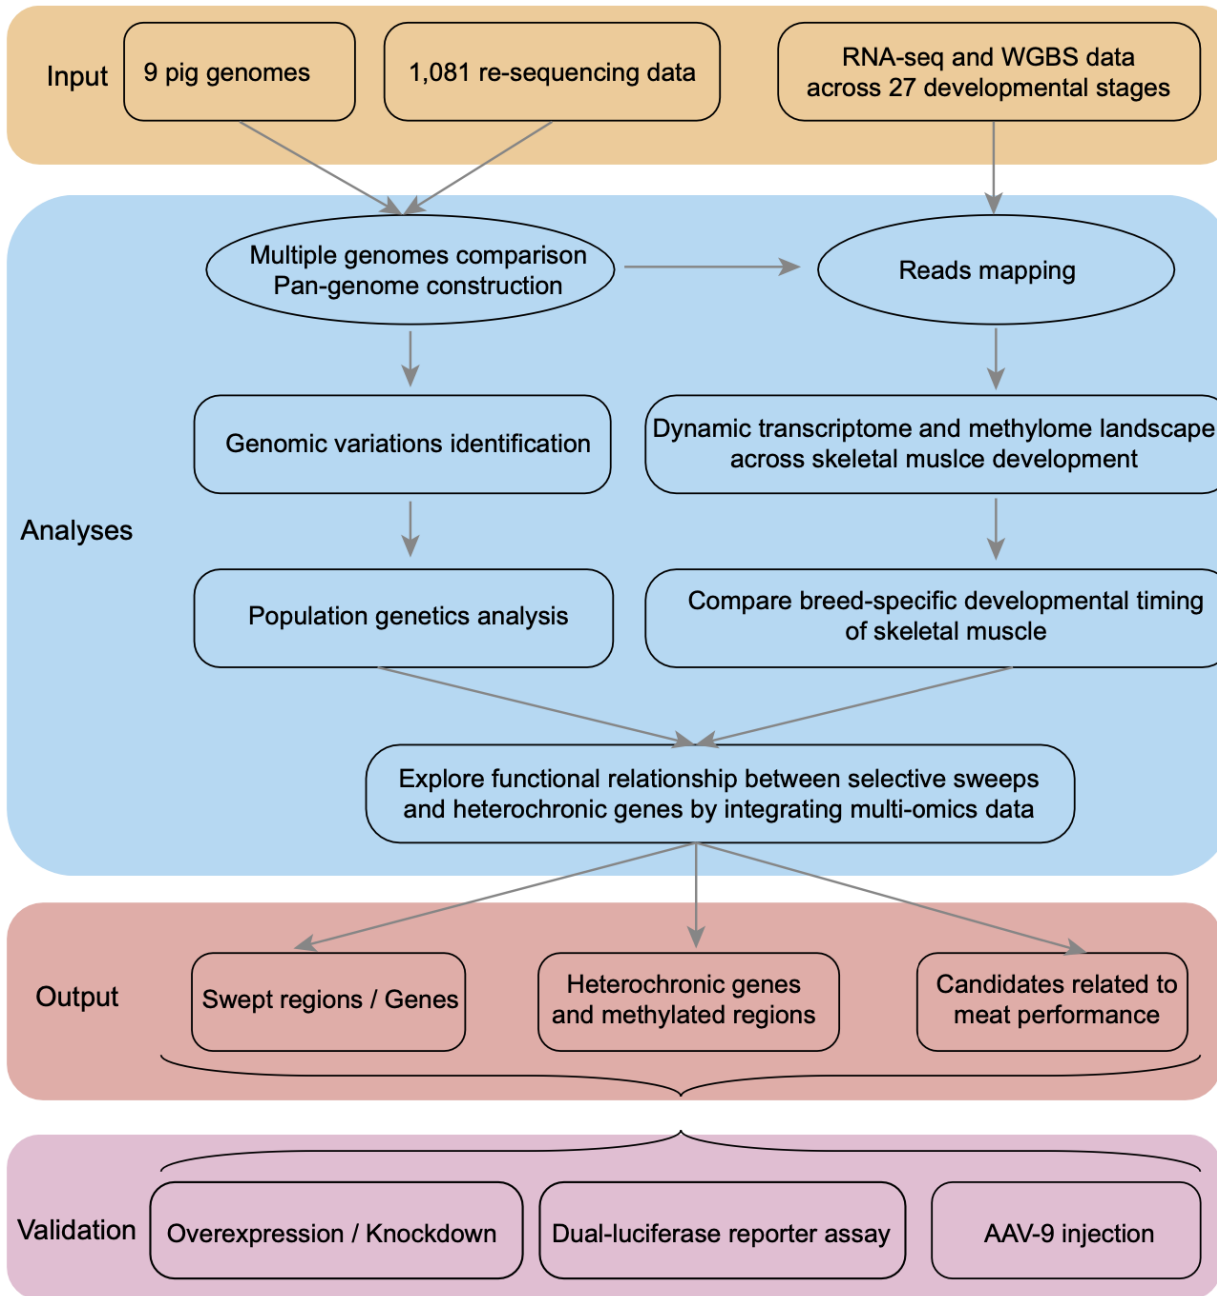 Input
9 pig genomes
1,081 re-sequencing data
RNA-seq and WGBS data
across 27 developmental stages
Multiple genomes comparison
Pan-genome construction
Reads mapping
Analyses
Genomic variations identification
Dynamic transcriptome and methylome landscape
across skeletal muslce development
Population genetics analysis
Compare breed-specific developmental timing
of skeletal muscle
Explore functional relationship between selective sweeps
and heterochronic genes by integrating multi-omics data
Output
Swept regions / Genes
Heterochronic genes
and methylated regions
Candidates related to
meat performance
Validation
Overexpression / Knockdown
Dual-luciferase reporter assay
AAV-9 injection